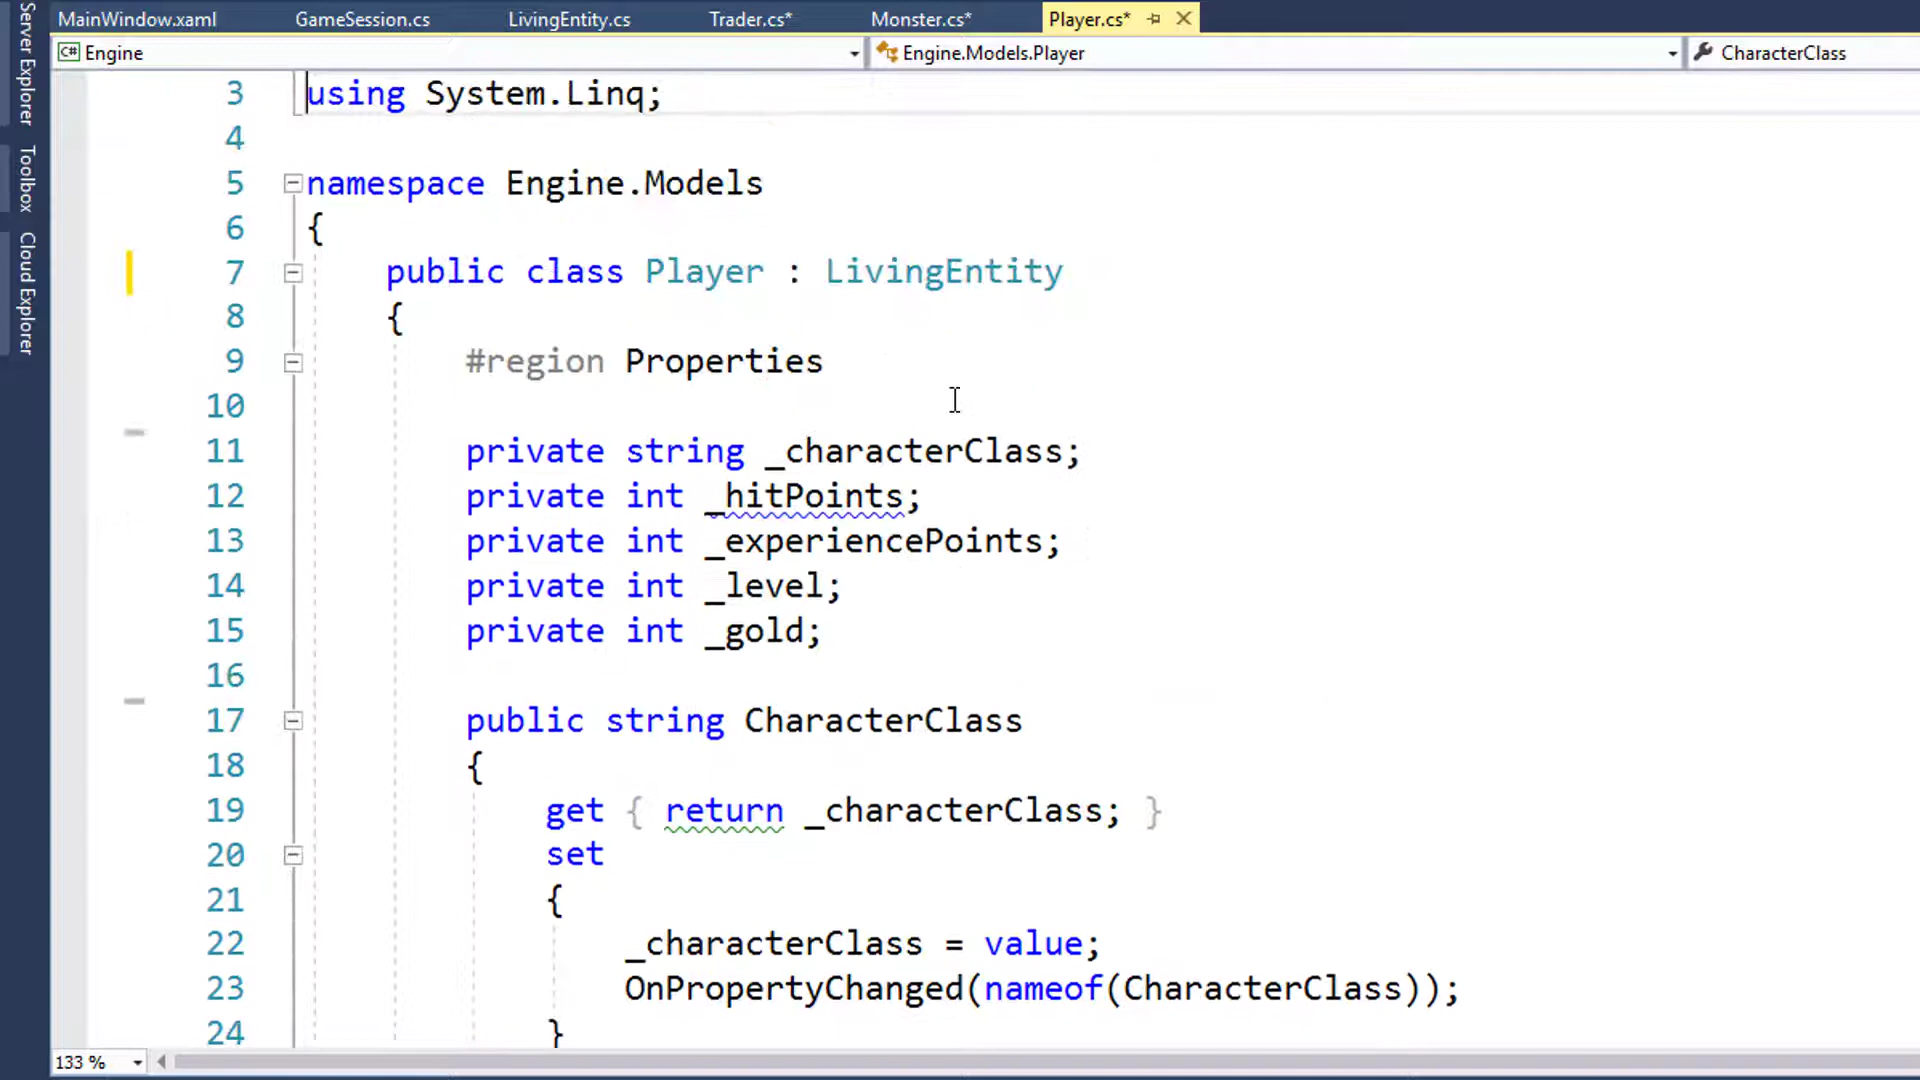 MainWindow.xaml GameSession.cs LivingEntity.cs Trader.cs* Monster.cs* Player.cs*
C# Engine Engine.Models.Player CharacterClass
Server Explorer
Toolbox
Cloud Explorer
3 using System.Linq;
4
5 namespace Engine.Models
6 {
7 public class Player : LivingEntity
8 {
9 #region Properties
10
11 private string _characterClass;
12 private int _hitPoints;
13 private int _experiencePoints;
14 private int _level;
15 private int _gold;
16
17 public string CharacterClass
18 {
19 get { return _characterClass; }
20 set
21 {
22 _characterClass = value;
23 OnPropertyChanged(nameof(CharacterClass));
24 }
133 %